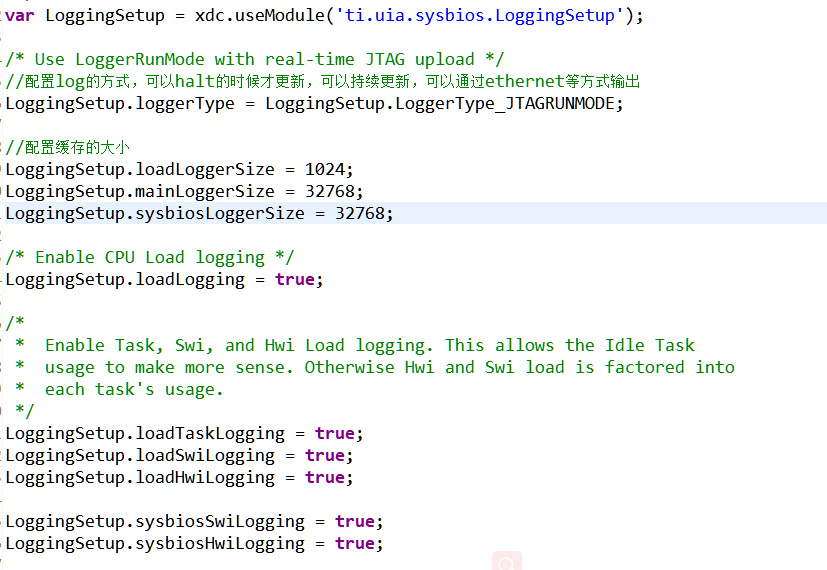 var LoggingSetup = xdc.useModule('ti.uia.sysbios.LoggingSetup');
/* Use LoggerRunMode with real-time JTAG upload */
//配置log的方式，可以halt的时候才更新，可以持续更新，可以通过ethernet等方式输出
LoggingSetup.loggerType = LoggingSetup.LoggerType_JTAGRUNMODE;
//配置缓存的大小
LoggingSetup.loadLoggerSize = 1024;
LoggingSetup.mainLoggerSize = 32768;
LoggingSetup.sysbiosLoggerSize = 32768;
/* Enable CPU Load logging */
LoggingSetup.loadLogging = true;
/*
*  Enable Task, Swi, and Hwi Load logging. This allows the Idle Task
*  usage to make more sense. Otherwise Hwi and Swi load is factored into
*  each task's usage.
*/
LoggingSetup.loadTaskLogging = true;
LoggingSetup.loadSwiLogging = true;
LoggingSetup.loadHwiLogging = true;
LoggingSetup.sysbiosSwiLogging = true;
LoggingSetup.sysbiosHwiLogging = true;